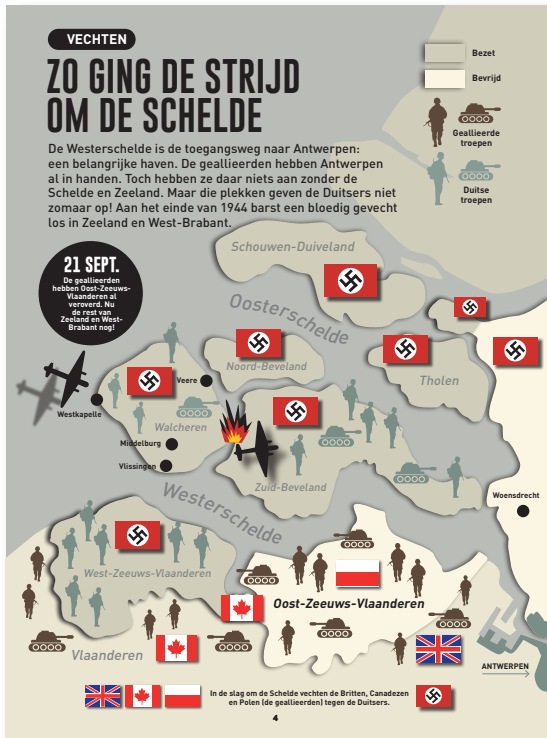 VECHTEN
ZO GING DE STRIJD
OM DE SCHELDE
De Westerschelde is de toegangsweg naar Antwerpen:
een belangrijke haven. De geallieerden hebben Antwerpen
al in handen. Toch hebben ze daar niets aan zonder de
Schelde en Zeeland. Maar die plekken geven de Duitsers niet
zomaar op! Aan het einde van 1944 barst een bloedig gevecht
los in Zeeland en West-Brabant.
Bezet
Bevrijd
Geallieerde
troepen
Duitse
troepen
21 SEPT.
De geallieerden
hebben Oost-Zeeuws-
Vlaanderen al
veroverd. Nu
de rest van
Zeeland en West-
Brabant nog!
Schouwen-Duiveland
Oosterschelde
Noord-Beveland
Tholen
Veere
Westkapelle
Walcheren
Middelburg
Vlissingen
Zuid-Beveland
Westerschelde
Woensdrecht
West-Zeeuws-Vlaanderen
Oost-Zeeuws-Vlaanderen
Vlaanderen
ANTWERPEN
In de slag om de Schelde vechten de Britten, Canadezen
en Polen (de geallieerden) tegen de Duitsers.
4